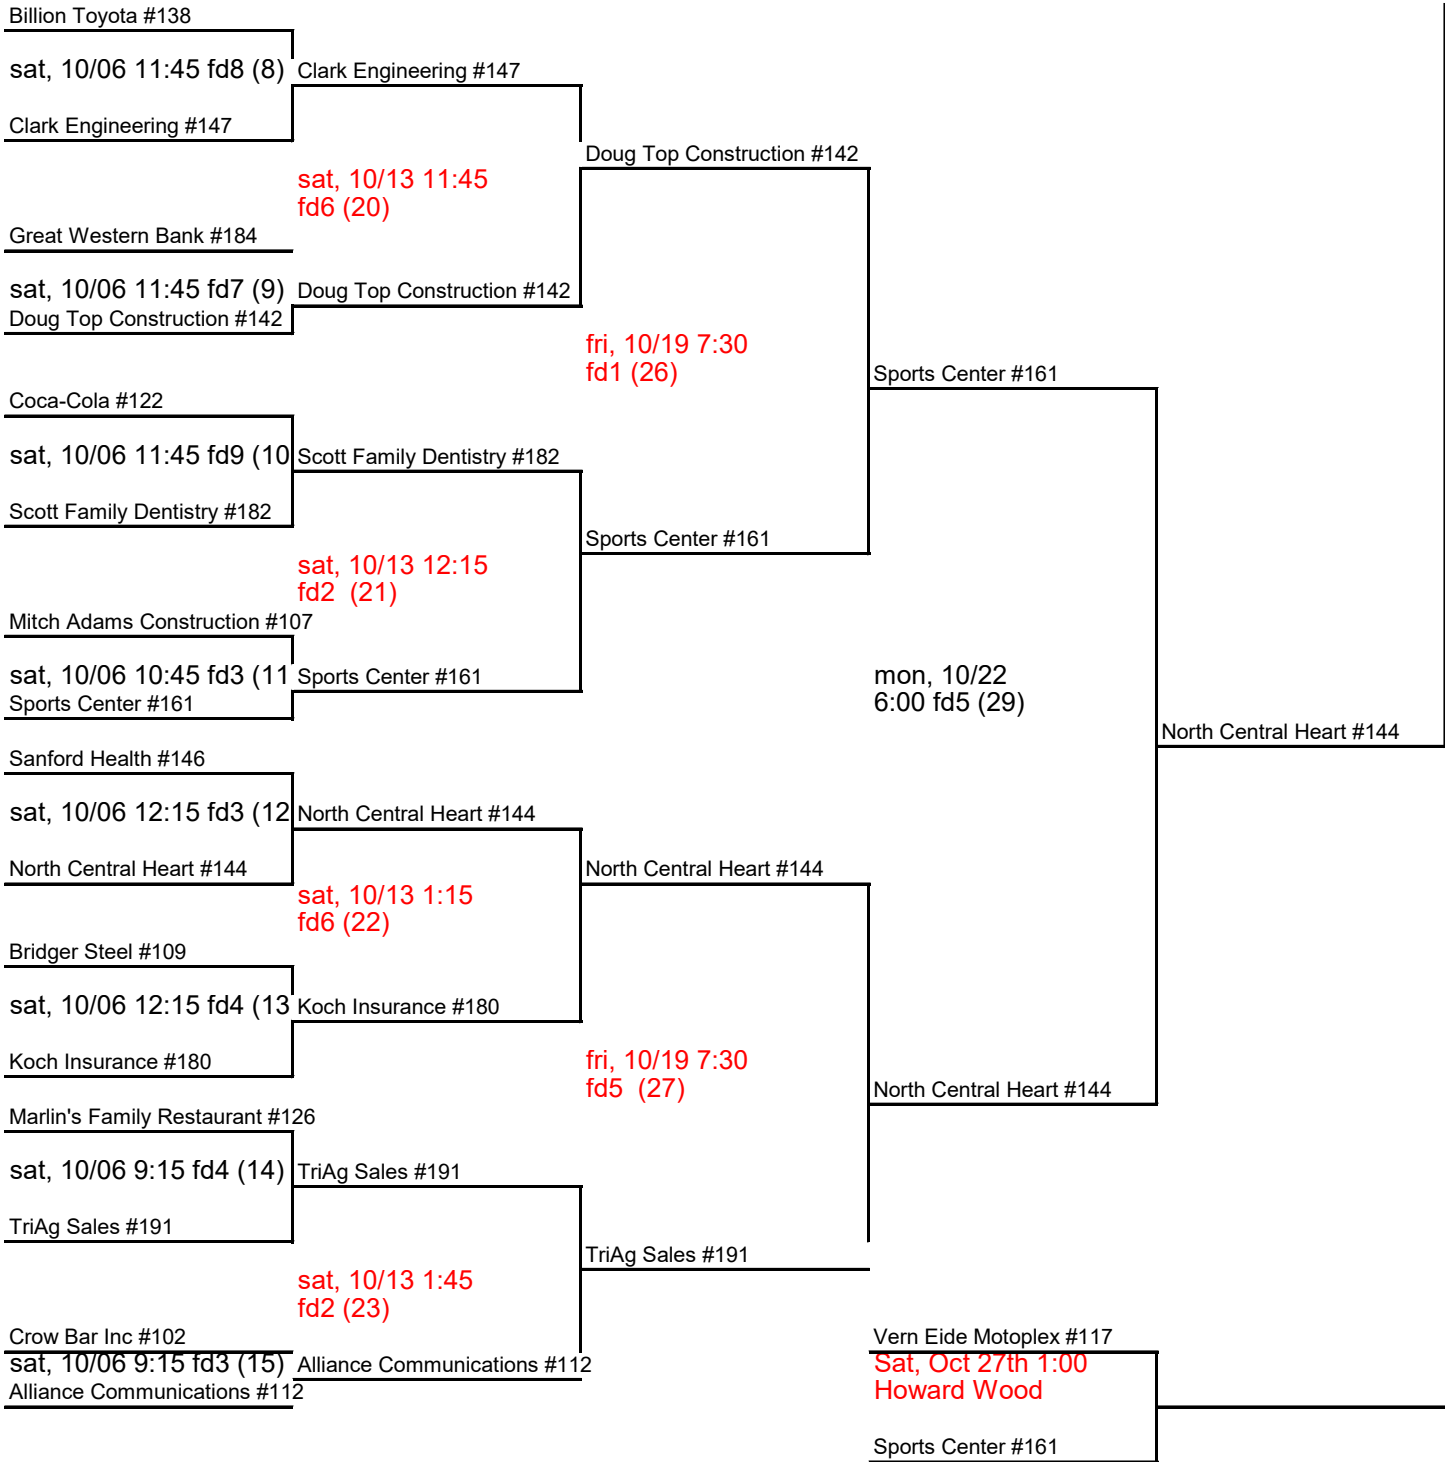 Billion Toyota #138
sat, 10/06 11:45 fd8 (8)
Clark Engineering #147
Clark Engineering #147
Doug Top Construction #142
sat, 10/13 11:45
fd6 (20)
Great Western Bank #184
sat, 10/06 11:45 fd7 (9)
Doug Top Construction #142
Doug Top Construction #142
fri, 10/19 7:30
fd1 (26)
Sports Center #161
Coca-Cola #122
sat, 10/06 11:45 fd9 (10
Scott Family Dentistry #182
Scott Family Dentistry #182
Sports Center #161
sat, 10/13 12:15
fd2  (21)
Mitch Adams Construction #107
sat, 10/06 10:45 fd3 (11
Sports Center #161
Sports Center #161
mon, 10/22
6:00 fd5 (29)
North Central Heart #144
Sanford Health #146
sat, 10/06 12:15 fd3 (12
North Central Heart #144
North Central Heart #144
North Central Heart #144
sat, 10/13 1:15
fd6 (22)
Bridger Steel #109
sat, 10/06 12:15 fd4 (13
Koch Insurance #180
Koch Insurance #180
fri, 10/19 7:30
fd5  (27)
North Central Heart #144
Marlin's Family Restaurant #126
sat, 10/06 9:15 fd4 (14)
TriAg Sales #191
TriAg Sales #191
TriAg Sales #191
sat, 10/13 1:45
fd2 (23)
Crow Bar Inc #102
sat, 10/06 9:15 fd3 (15)
Alliance Communications #112
Alliance Communications #112
Vern Eide Motoplex #117
Sat, Oct 27th 1:00
Howard Wood
Sports Center #161